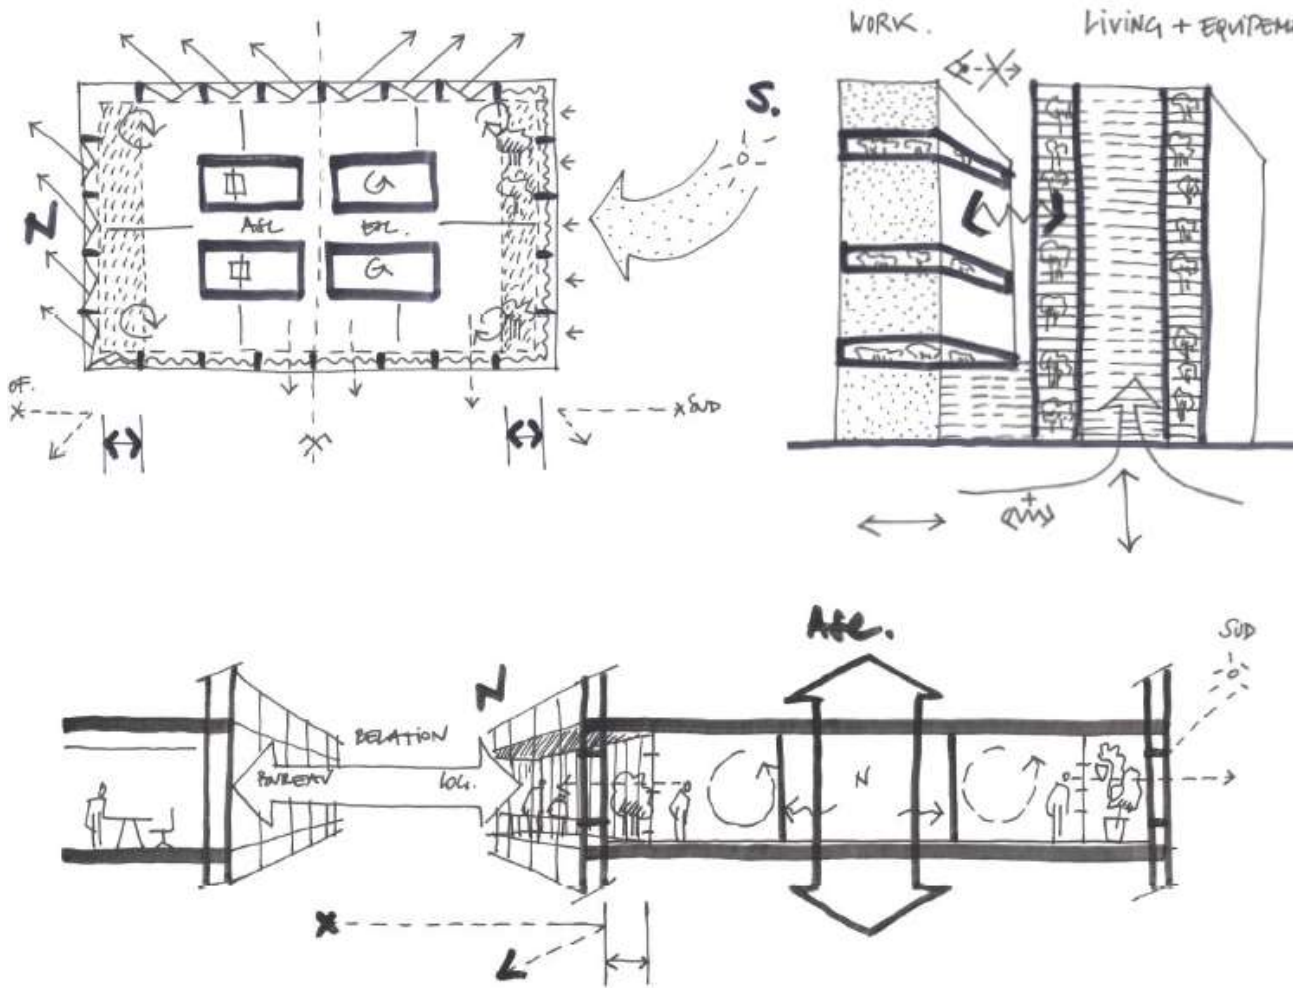 WORK.
LIVING + EQUIPEM
S.
N
ASC.
ESC.
G
G
OF.
SUD
ASC.
SUD
N
RELATION
BUREAU
LOG.
N